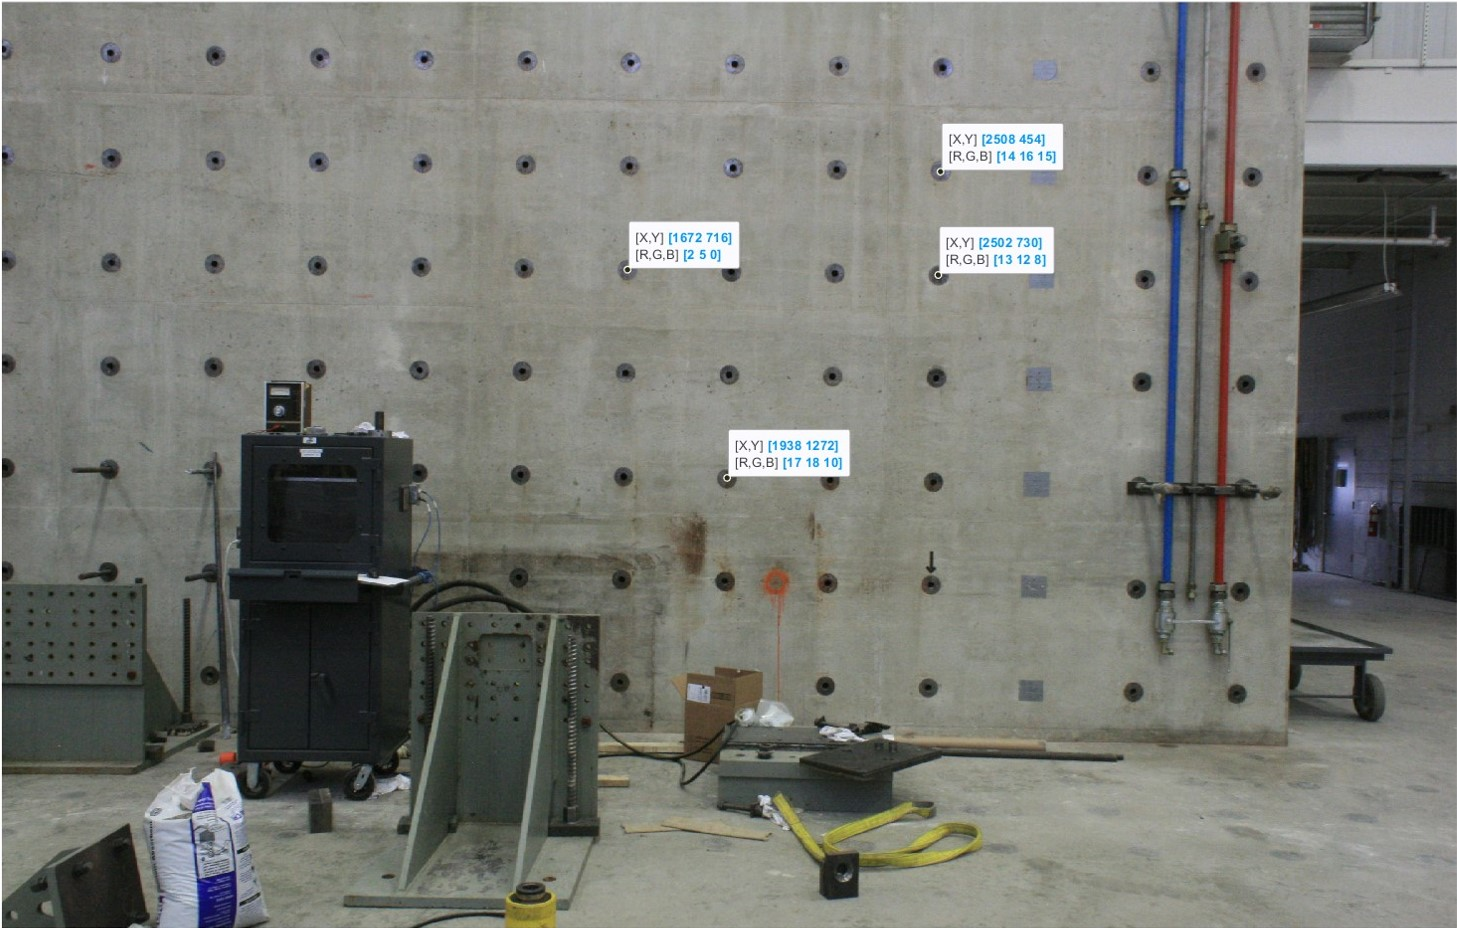 [X,Y] [2508 454]
[R,G,B] [14 16 15]
[X,Y] [1672 716]
[R,G,B] [2 5 0]
[X,Y] [2502 730]
[R,G,B] [13 12 8]
[X,Y] [1938 1272]
[R,G,B] [17 18 10]